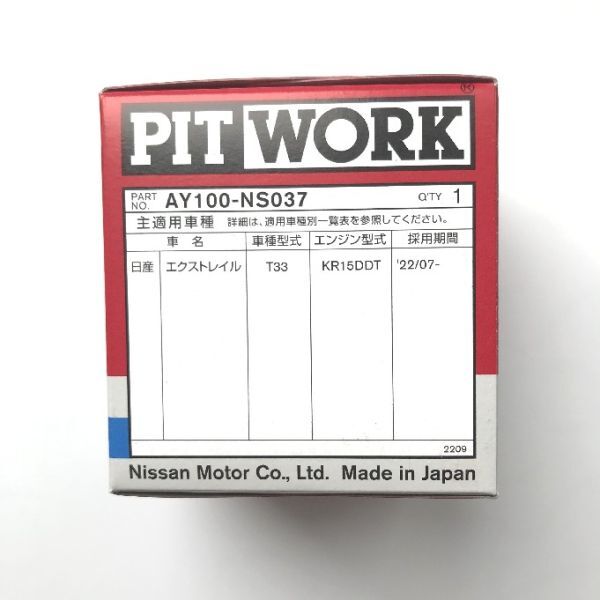 ®
PIT WORK
PART NO. AY100-NS037 Q'TY 1
主適用車種 詳細は、適用車種別一覧表を参照してください。
車 名 車種型式 エンジン型式 採用期間
日産 エクストレイル T33 KR15DDT '22/07-
2209
Nissan Motor Co., Ltd. Made in Japan